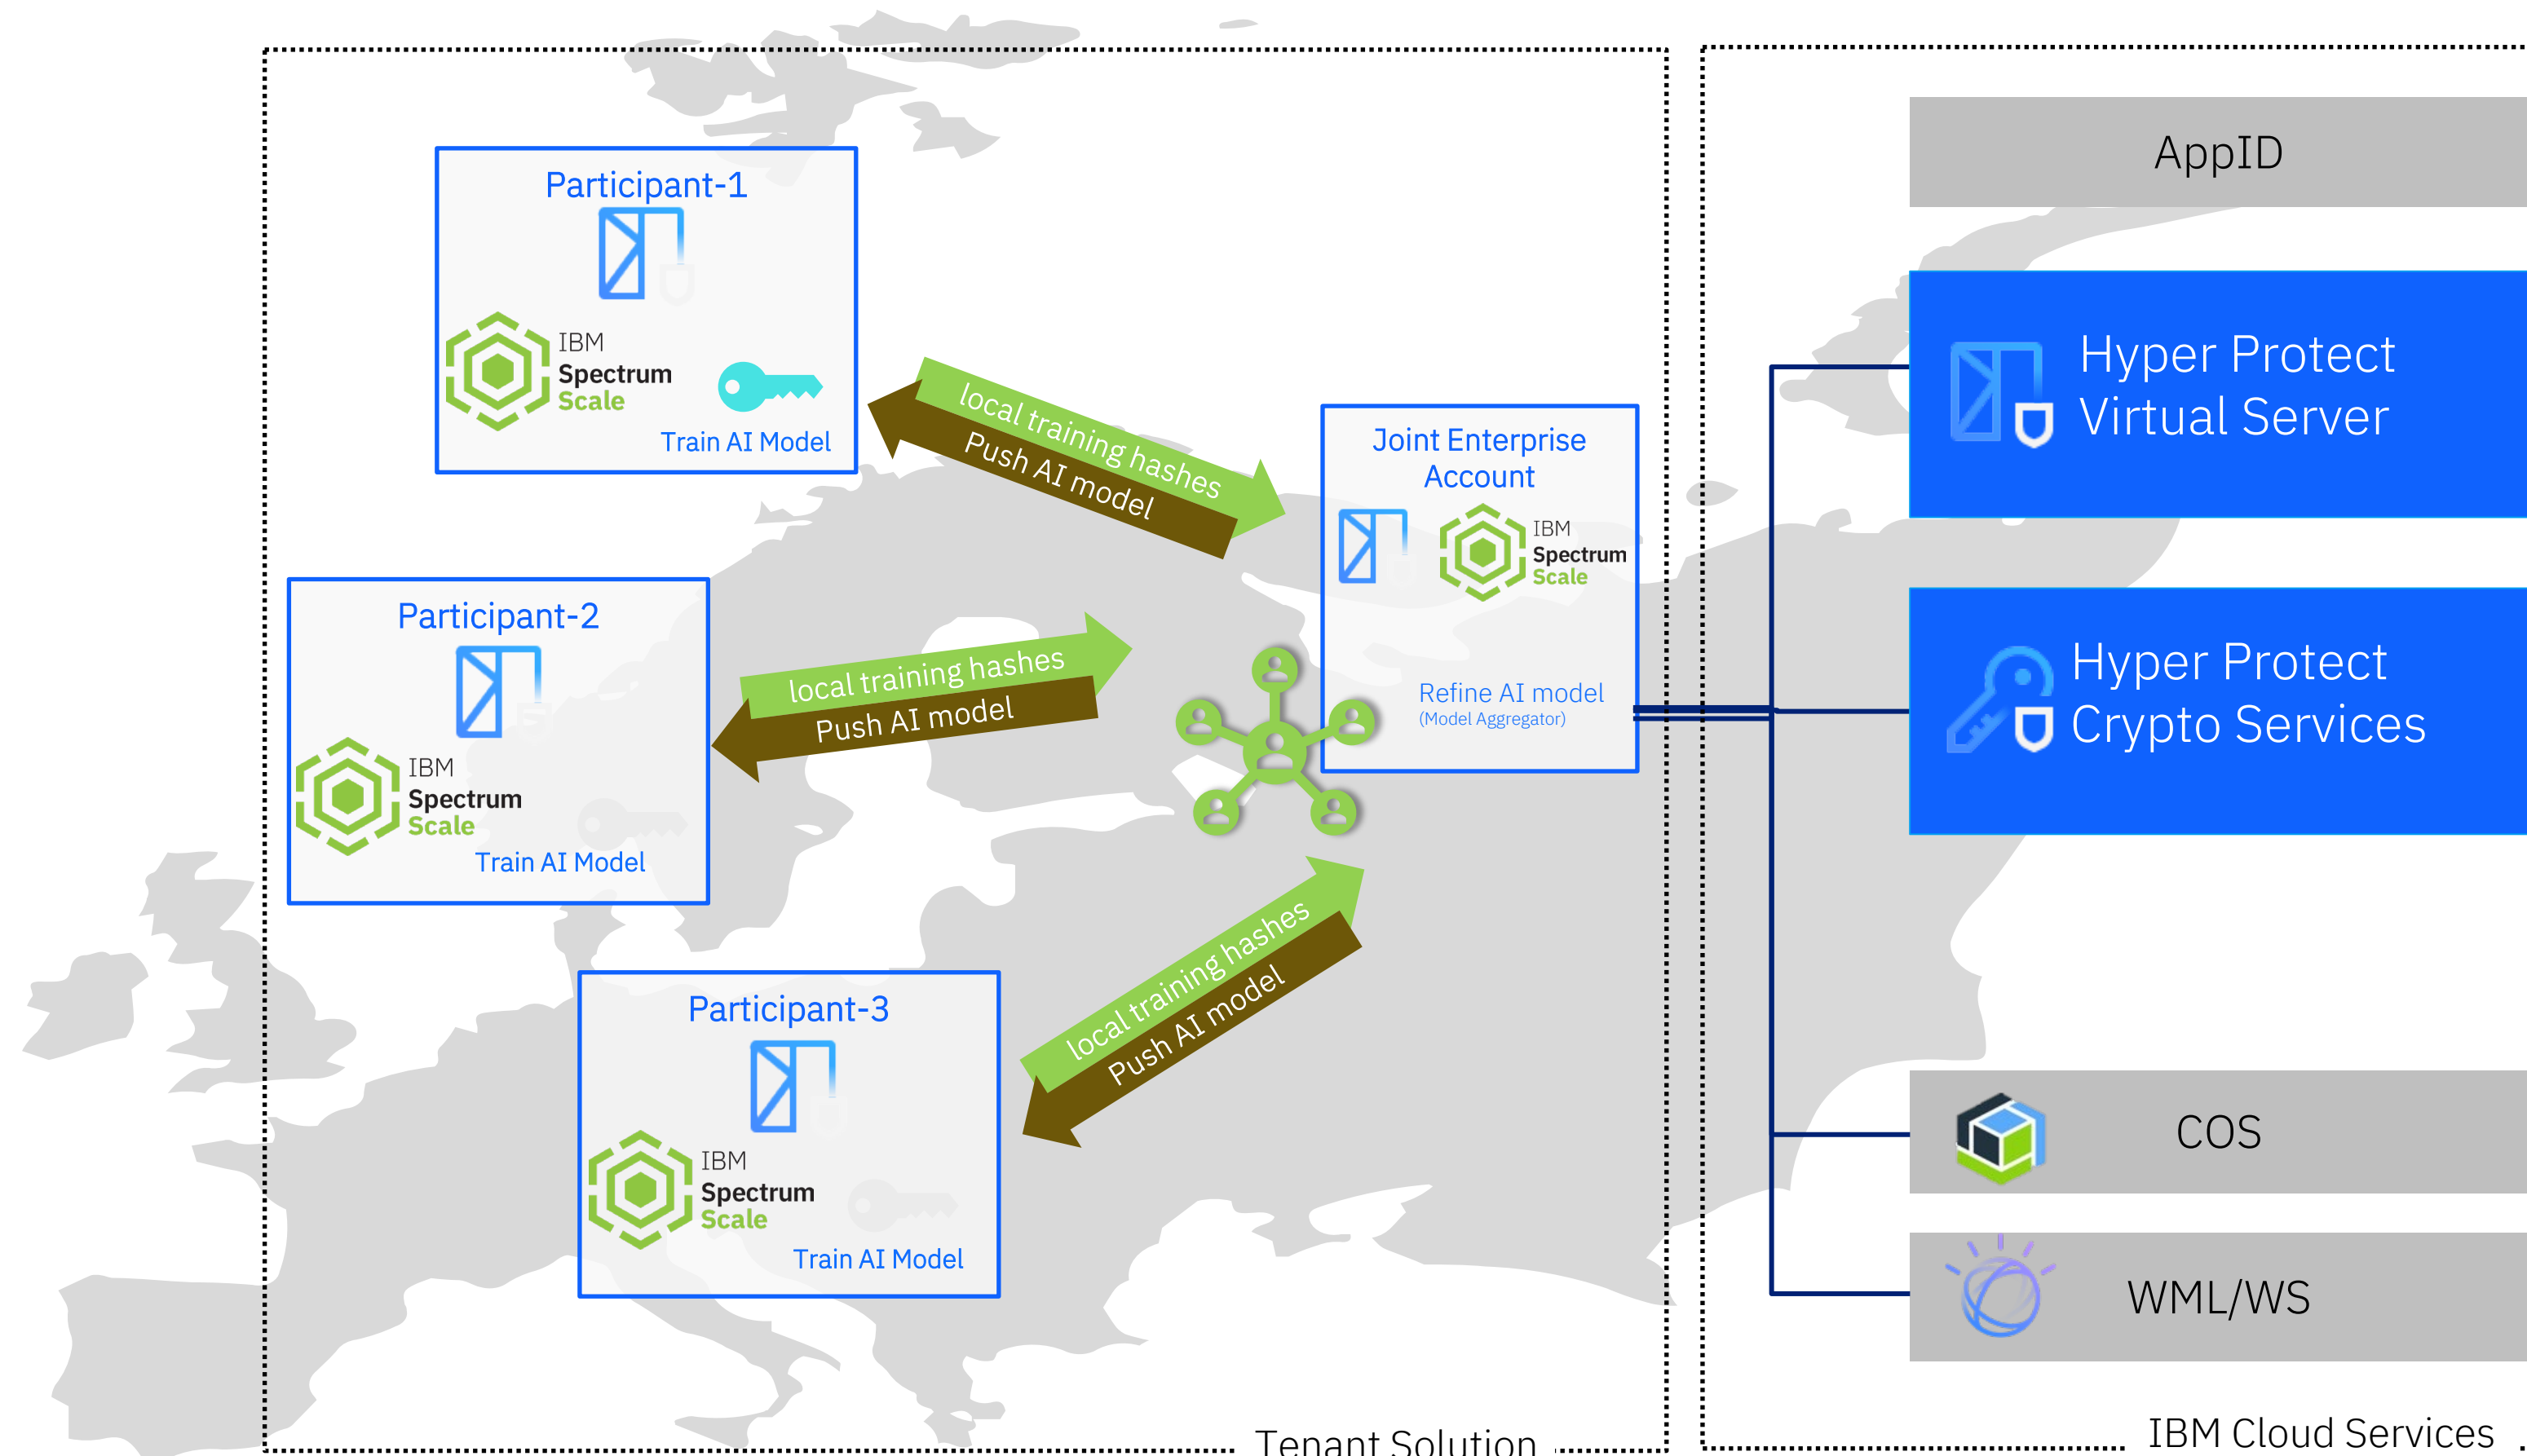 Participant-1
IBM
Spectrum
Scale
Train AI Model
local training hashes
Push AI model
Participant-2
IBM
Spectrum
Scale
Train AI Model
local training hashes
Push AI model
Participant-3
IBM
Spectrum
Scale
Train AI Model
local training hashes
Push AI model
Joint Enterprise
Account
IBM
Spectrum
Scale
Refine AI model
(Model Aggregator)
Tenant Solution
AppID
Hyper Protect
Virtual Server
Hyper Protect
Crypto Services
COS
WML/WS
IBM Cloud Services